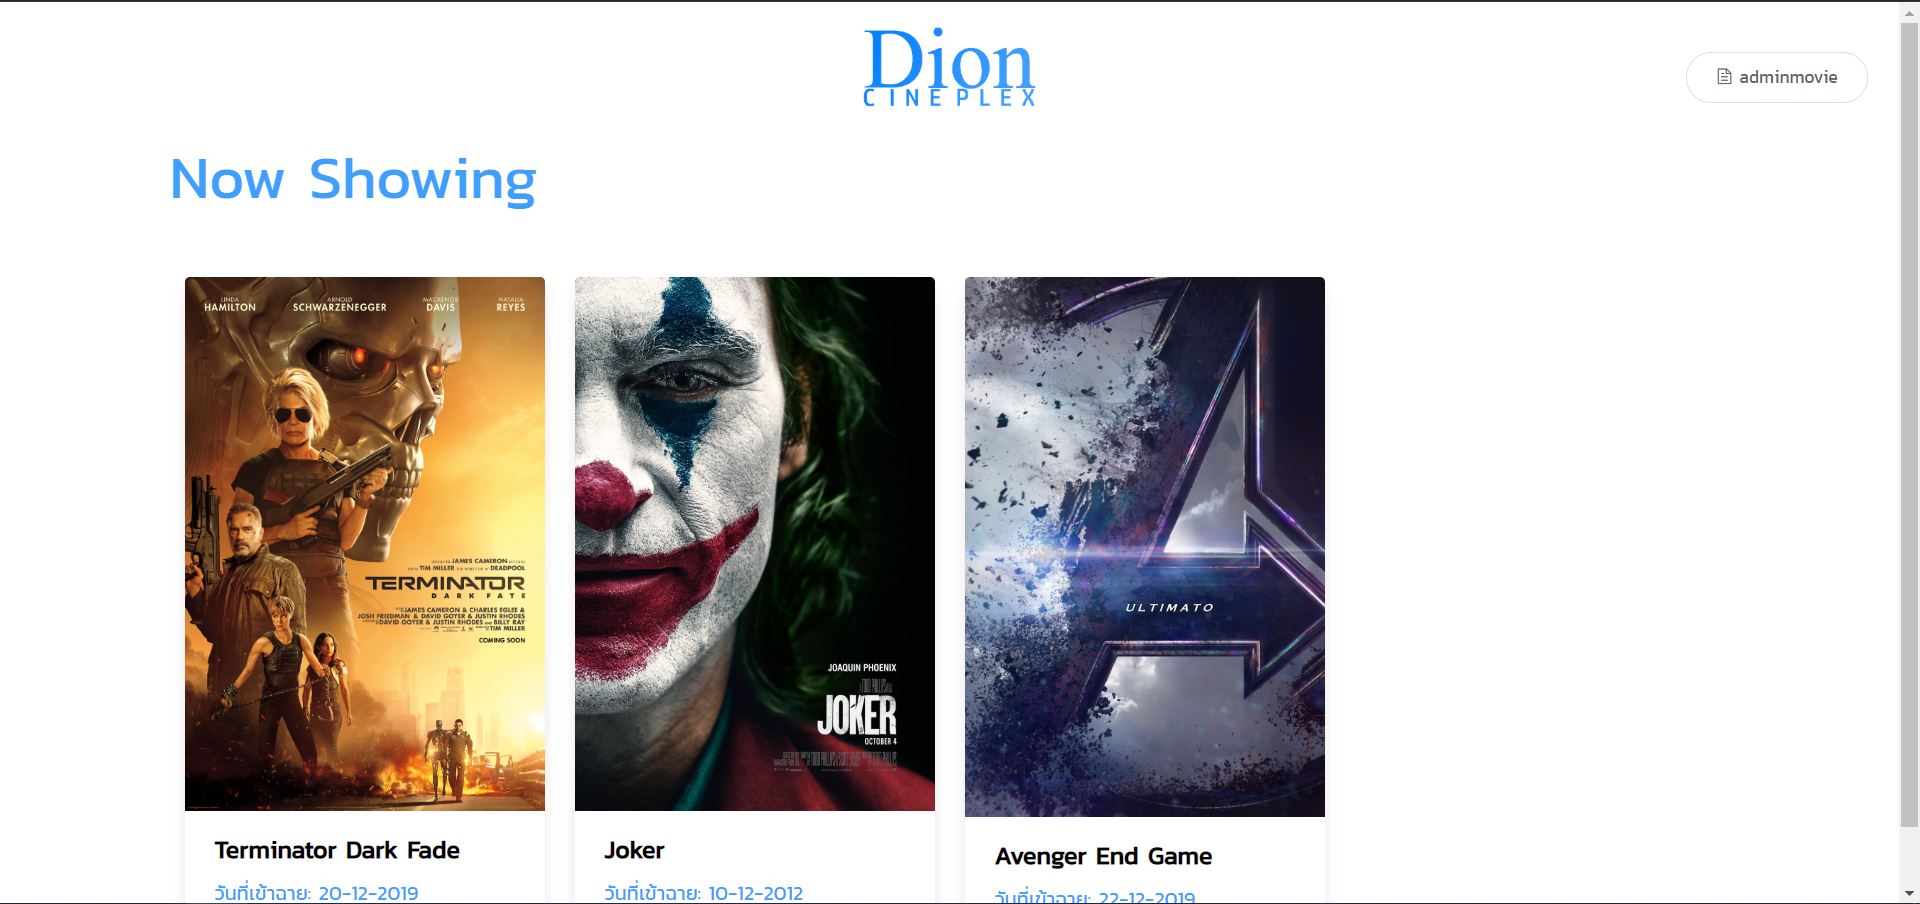 Dion
CINEPLEX
adminmovie
Now Showing
LINDA HAMILTON
ARNOLD SCHWARZENEGGER
MACKENZIE DAVIS
NATALIA REYES
JAMES CAMERON
TIM MILLER DEADPOOL
TERMINATOR
DARK FATE
JAMES CAMERON & CHARLES EGLEE &
JOSH FRIEDMAN & DAVID GOYER & JUSTIN RHODES
DAVID GOYER & JUSTIN RHODES AND BILLY RAY
TIM MILLER
COMING SOON
JOAQUIN PHOENIX
JOKER
OCTOBER 4
ULTIMATO
Terminator Dark Fade
วันที่เข้าฉาย: 20-12-2019
Joker
วันที่เข้าฉาย: 10-12-2012
Avenger End Game
วันที่เข้าฉาย: 22-12-2019